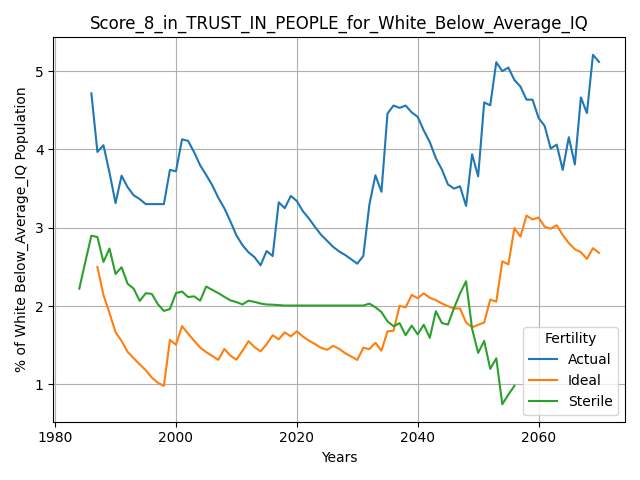 Score_8_in_TRUST_IN_PEOPLE_for_White_Below_Average_IQ
% of White Below_Average_IQ Population
5
4
3
2
1
1980
2000
2020
2040
2060
Years
Fertility
Actual
Ideal
Sterile